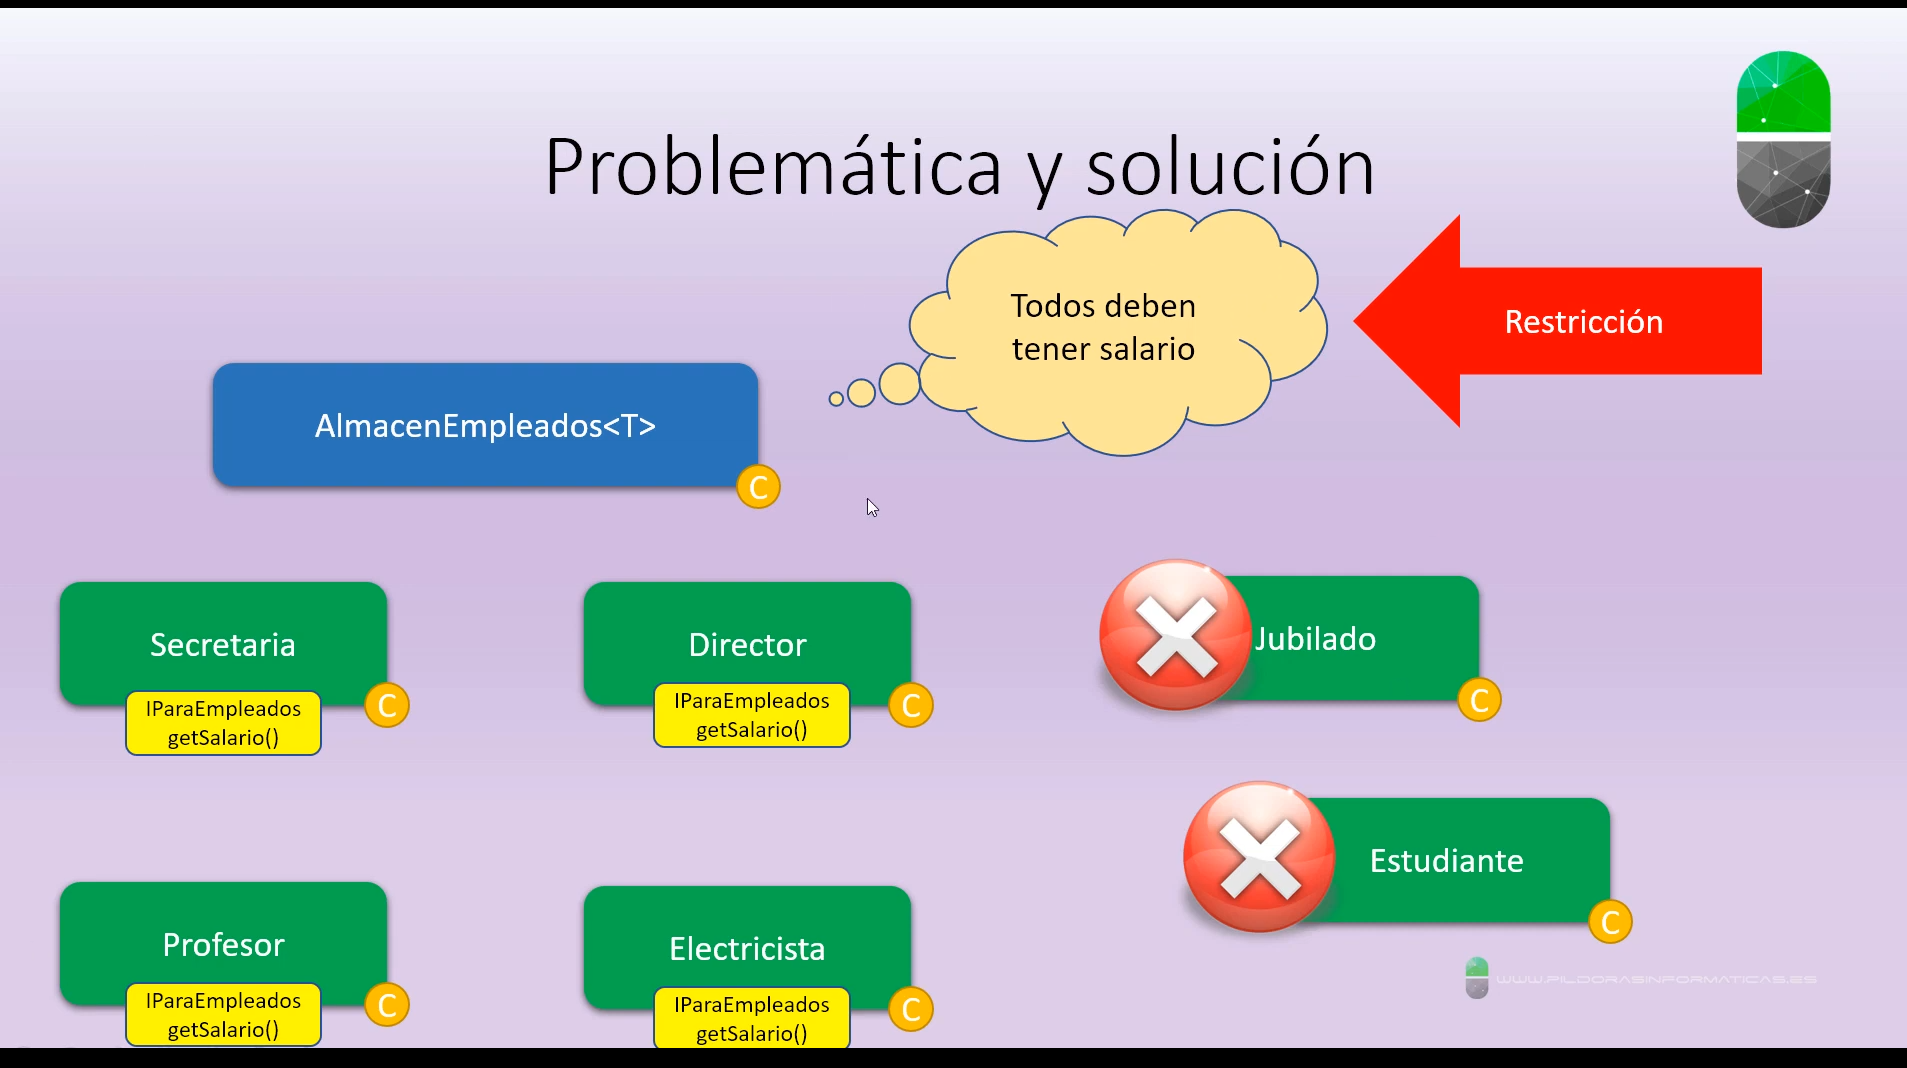 Problemática y solución
Todos deben
tener salario
Restricción
AlmacenEmpleados<T>
C
Secretaria
IParaEmpleados
getSalario()
C
Director
IParaEmpleados
getSalario()
C
Jubilado
C
Profesor
IParaEmpleados
getSalario()
C
Electricista
IParaEmpleados
getSalario()
C
Estudiante
C
WWW.PILDORASINFORMATICAS.ES